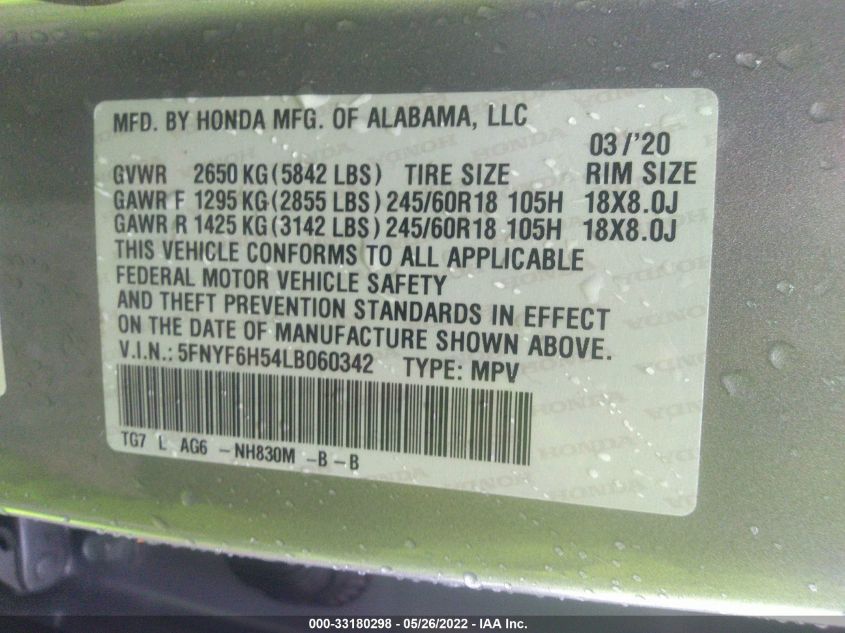 MFD. BY HONDA MFG. OF ALABAMA, LLC
03/'20
GVWR 2650 KG (5842 LBS) TIRE SIZE RIM SIZE
GAWR F 1295 KG (2855 LBS) 245/60R18 105H 18X8.0J
GAWR R 1425 KG (3142 LBS) 245/60R18 105H 18X8.0J
THIS VEHICLE CONFORMS TO ALL APPLICABLE
FEDERAL MOTOR VEHICLE SAFETY
AND THEFT PREVENTION STANDARDS IN EFFECT
ON THE DATE OF MANUFACTURE SHOWN ABOVE.
V.I.N.: 5FNYF6H54LB060342 TYPE: MPV
TG7 L AG6 -NH830M -B -B
000-33180298 - 05/26/2022 - IAA Inc.